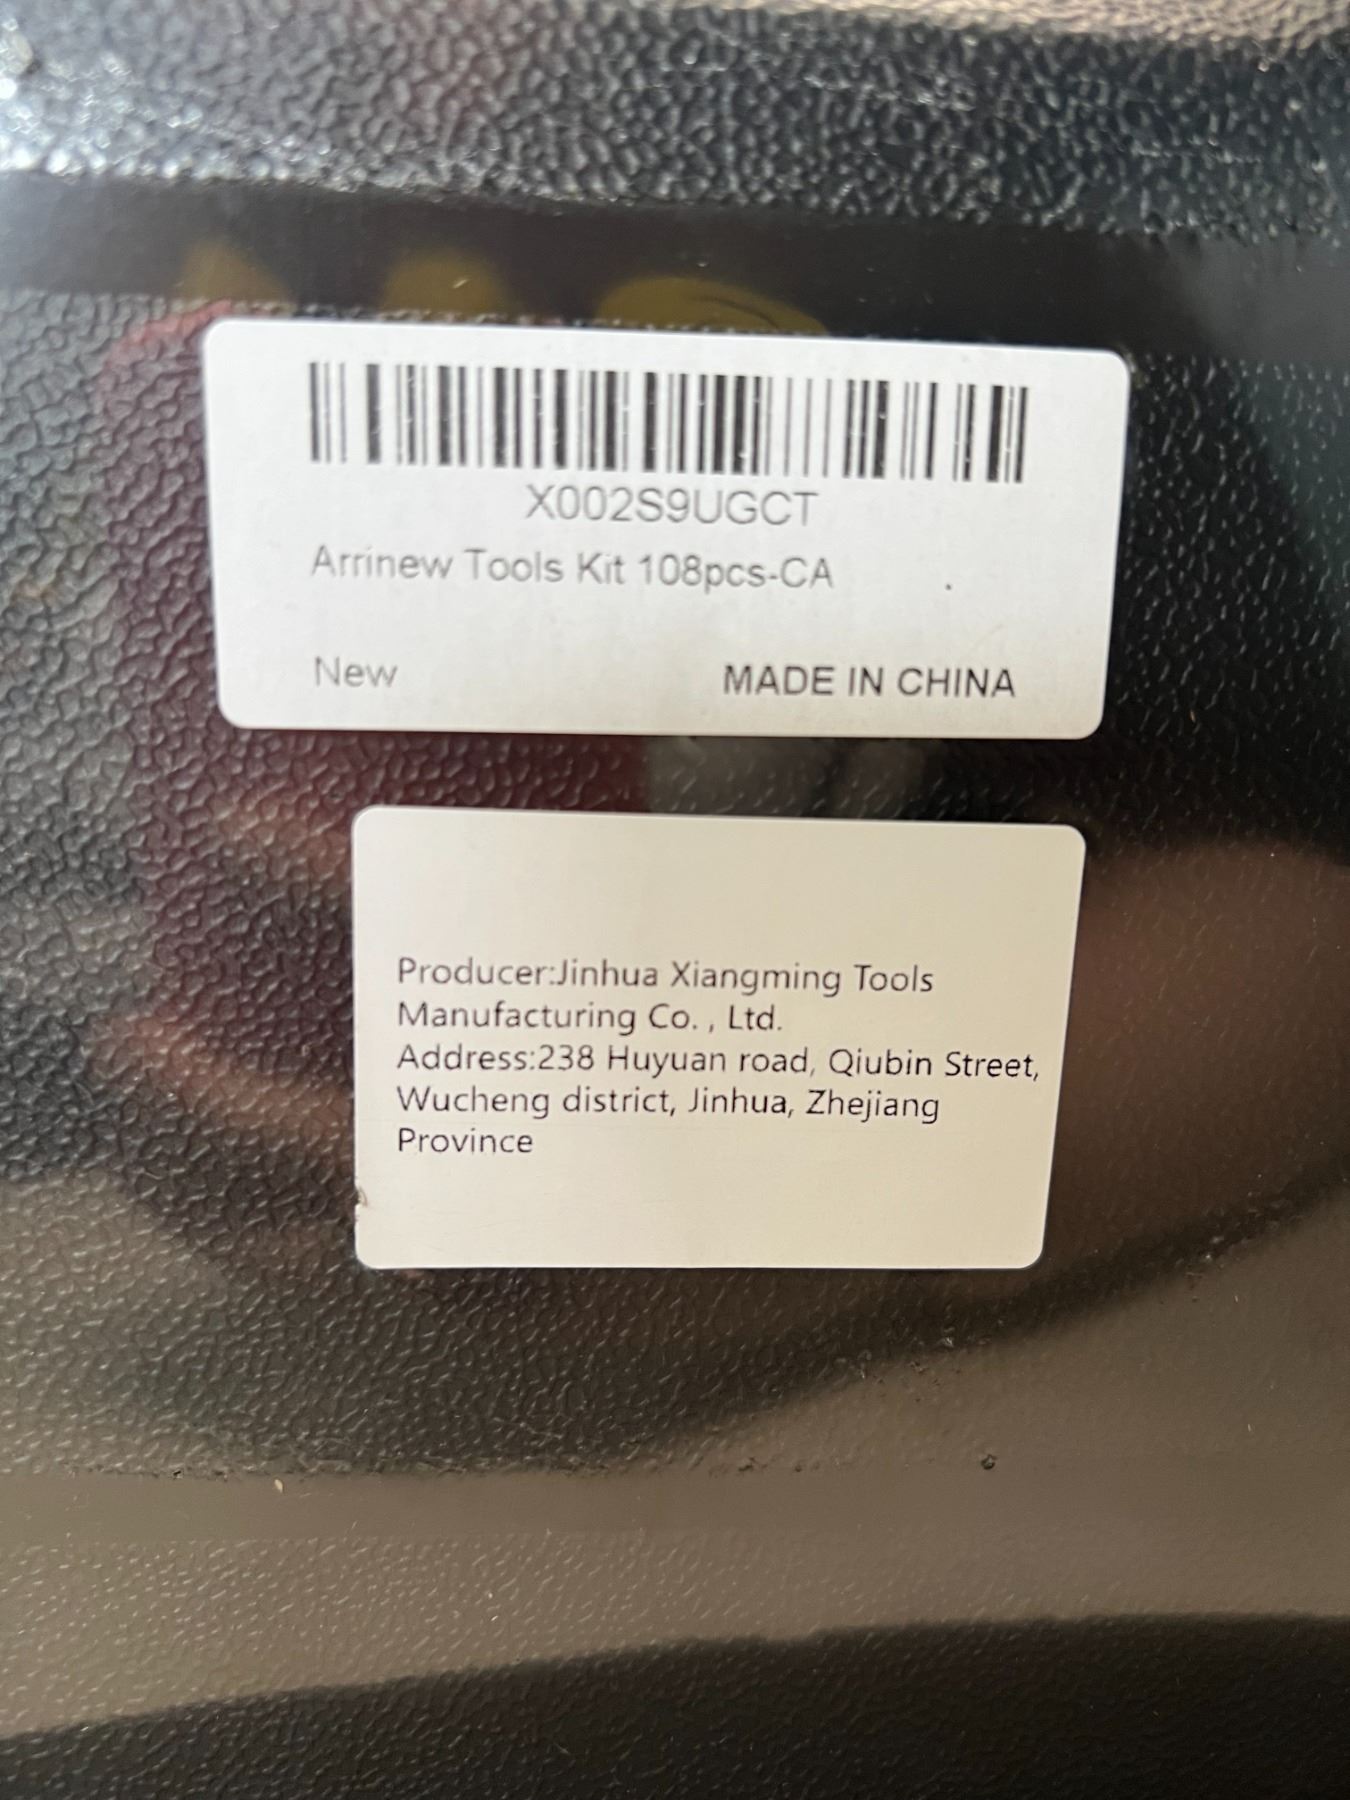 X002S9UGCT
Arrinew Tools Kit 108pcs-CA
New MADE IN CHINA
Producer:Jinhua Xiangming Tools
Manufacturing Co. , Ltd.
Address:238 Huyuan road, Qiubin Street,
Wucheng district, Jinhua, Zhejiang
Province